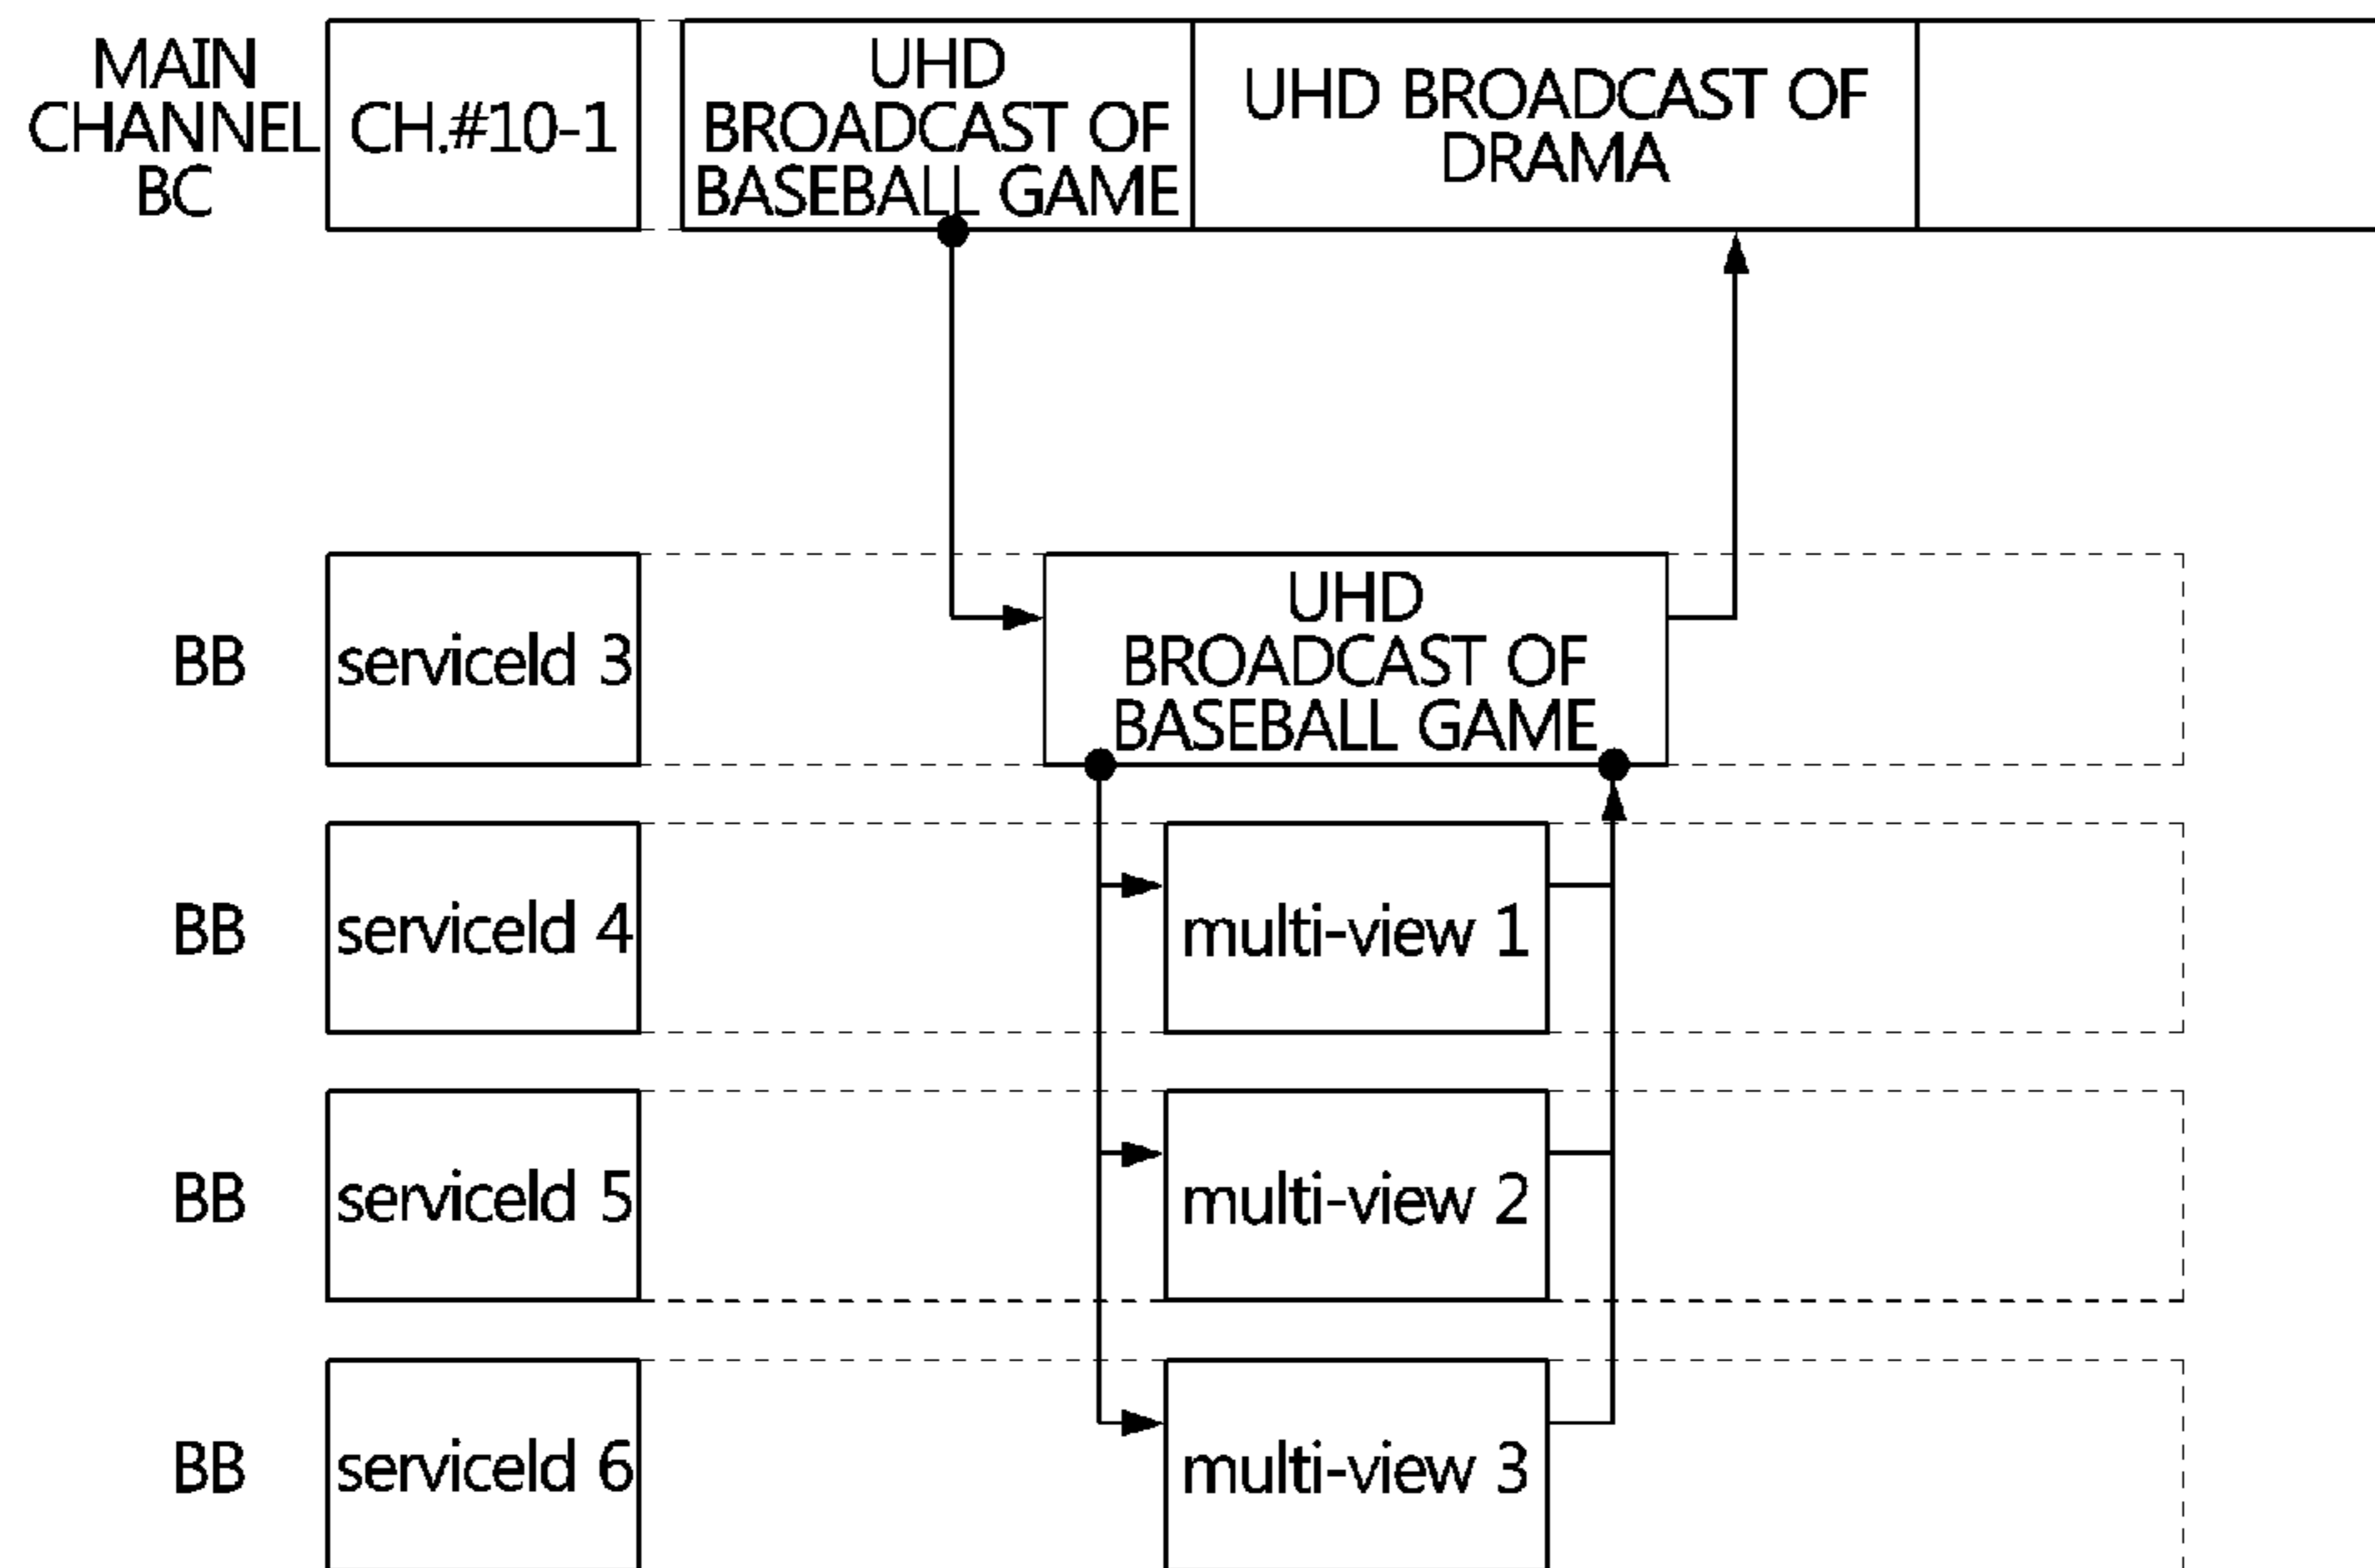 MAIN
CHANNEL
BC
CH.#10-1
UHD
BROADCAST OF
BASEBALL GAME
UHD BROADCAST OF
DRAMA
BB
serviceId 3
UHD
BROADCAST OF
BASEBALL GAME
BB
serviceId 4
multi-view 1
BB
serviceId 5
multi-view 2
BB
serviceId 6
multi-view 3